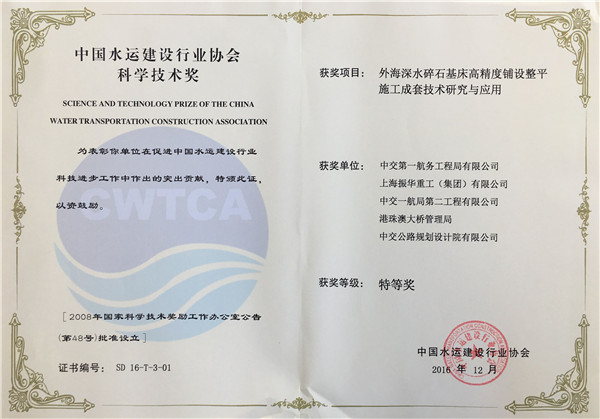 中国水运建设行业协会
科学技术奖
SCIENCE AND TECHNOLOGY PRIZE OF THE CHINA
WATER TRANSPORTATION CONSTRUCTION ASSOCIATION
为表彰你单位在促进中国水运建设行业
科技进步工作中作出的突出贡献，特颁此证，
以资鼓励。
CWTCA
[2008年国家科学技术奖励工作办公室公告
(第48号)批准设立]
证书编号： SD 16-T-3-01
获奖项目： 外海深水碎石基床高精度铺设整平
施工成套技术研究与应用
获奖单位： 中交第一航务工程局有限公司
上海振华重工（集团）有限公司
中交一航局第二工程有限公司
港珠澳大桥管理局
中交公路规划设计院有限公司
获奖等级： 特等奖
中国水运建设行业协会
2016 年 12 月